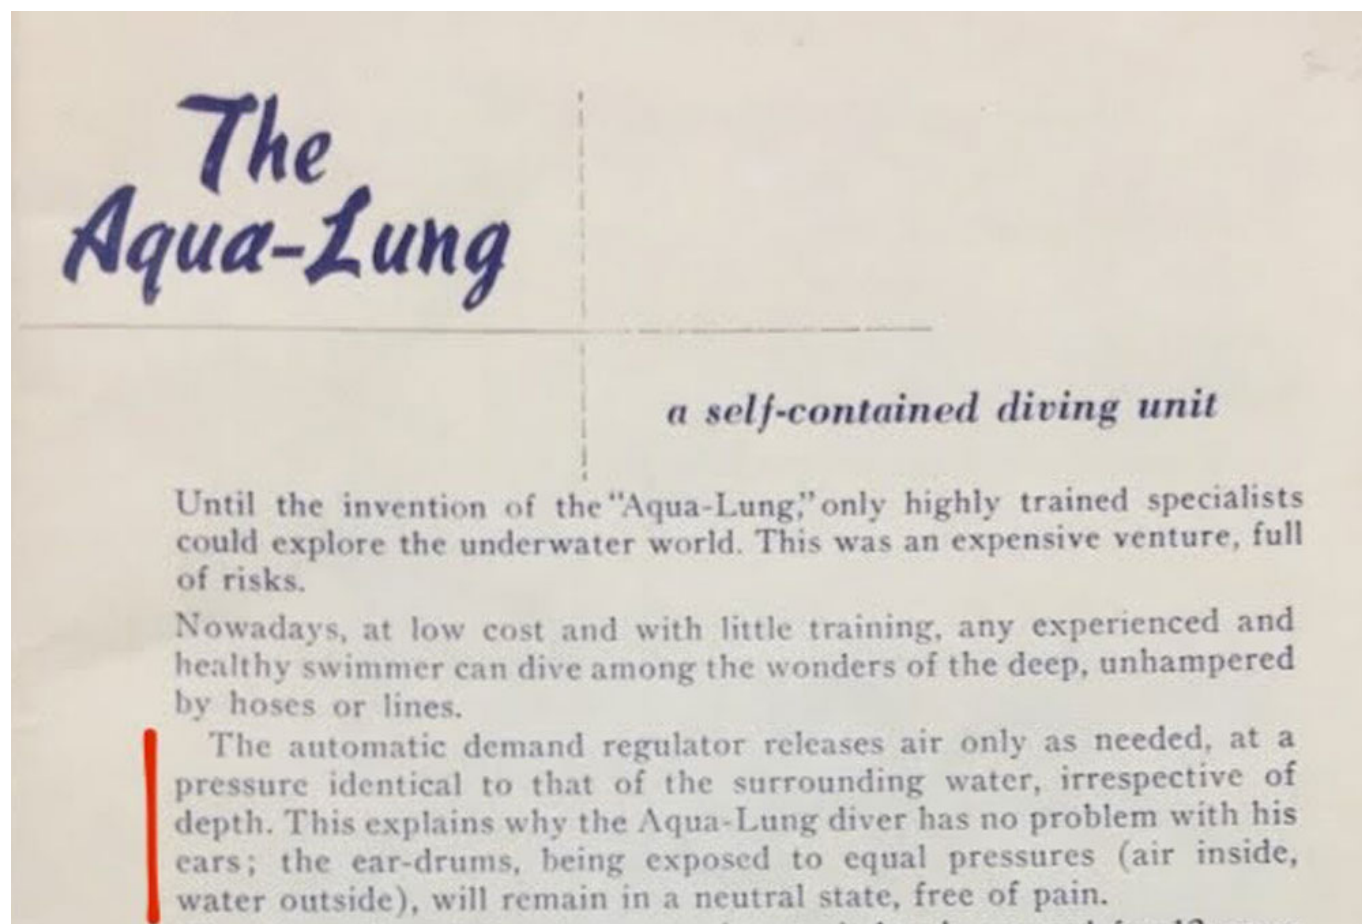 The
Aqua-Lung
a self-contained diving unit
Until the invention of the "Aqua-Lung," only highly trained specialists
could explore the underwater world. This was an expensive venture, full
of risks.
Nowadays, at low cost and with little training, any experienced and
healthy swimmer can dive among the wonders of the deep, unhampered
by hoses or lines.
The automatic demand regulator releases air only as needed, at a
pressure identical to that of the surrounding water, irrespective of
depth. This explains why the Aqua-Lung diver has no problem with his
ears; the ear-drums, being exposed to equal pressures (air inside,
water outside), will remain in a neutral state, free of pain.